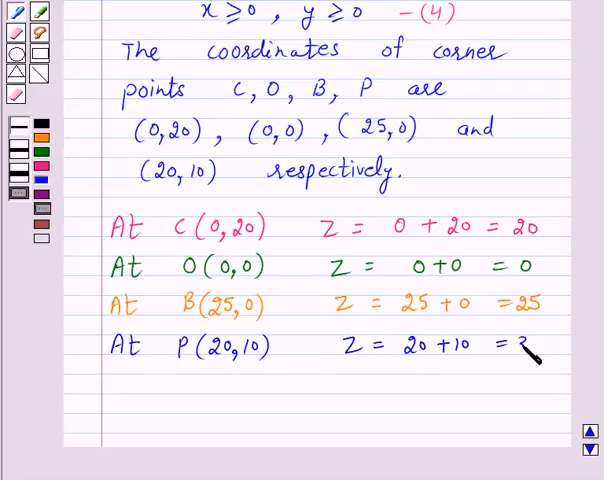 x ≥ 0 , y ≥ 0 – (4)
The coordinates of corner
points C, O, B, P are
(0,20) , (0,0) , (25,0) and
(20,10) respectively.
At C(0,20) Z = 0 + 20 = 20
At O(0,0) Z = 0+0 = 0
At B(25,0) Z = 25 + 0 = 25
At P(20,10) Z = 20 +10 =